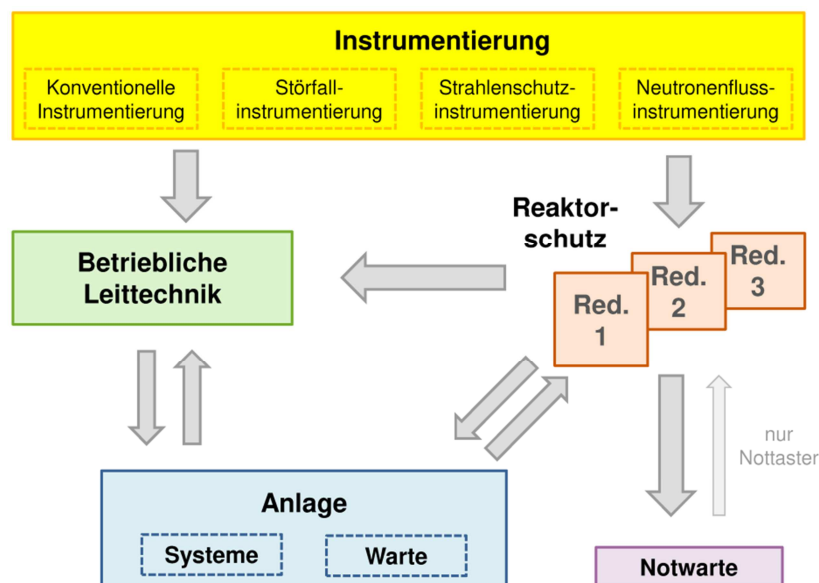 Instrumentierung
Konventionelle
Instrumentierung
Störfall-
instrumentierung
Strahlenschutz-
instrumentierung
Neutronenfluss-
instrumentierung
Reaktor-
schutz
Betriebliche
Leittechnik
Red.
1
Red.
2
Red.
3
nur
Nottaster
Anlage
Systeme
Warte
Notwarte